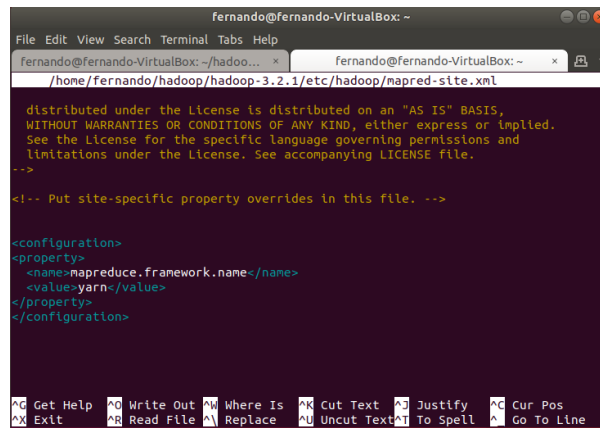 fernando@fernando-VirtualBox: ~
File Edit View Search Terminal Tabs Help
fernando@fernando-VirtualBox: ~/hadoo... × fernando@fernando-VirtualBox: ~ ×
/home/fernando/hadoop/hadoop-3.2.1/etc/hadoop/mapred-site.xml
distributed under the License is distributed on an "AS IS" BASIS,
WITHOUT WARRANTIES OR CONDITIONS OF ANY KIND, either express or implied.
See the License for the specific language governing permissions and
limitations under the License. See accompanying LICENSE file.
-->
<!-- Put site-specific property overrides in this file. -->
<configuration>
<property>
<name>mapreduce.framework.name</name>
<value>yarn</value>
</property>
</configuration>
^G Get Help ^O Write Out ^W Where Is ^K Cut Text ^J Justify ^C Cur Pos
^X Exit ^R Read File ^\ Replace ^U Uncut Text ^T To Spell ^_ Go To Line